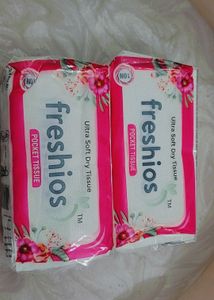 Ultra Soft Dry Tissue
freshios
TM
POCKET TISSUE
Ultra Soft Dry Tissue
freshios
TM
POCKET TISSUE